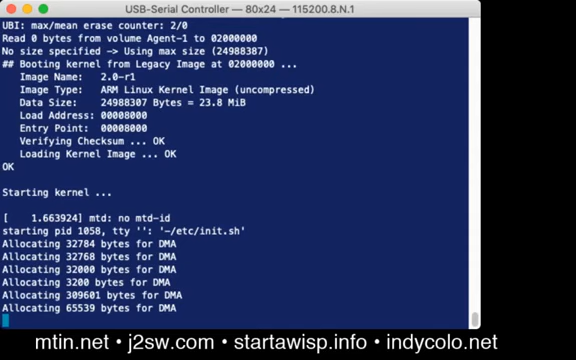 USB-Serial Controller — 80x24 — 115200.8.N.1
UBI: max/mean erase counter: 2/0
Read 0 bytes from volume Agent-1 to 02000000
No size specified -> Using max size (24988387)
## Booting kernel from Legacy Image at 02000000 ...
Image Name: 2.0-r1
Image Type: ARM Linux Kernel Image (uncompressed)
Data Size: 24988307 Bytes = 23.8 MiB
Load Address: 00008000
Entry Point: 00008000
Verifying Checksum ... OK
Loading Kernel Image ... OK
OK
Starting kernel ...
[ 1.663924] mtd: no mtd-id
starting pid 1058, tty '': '-/etc/init.sh'
Allocating 32784 bytes for DMA
Allocating 32768 bytes for DMA
Allocating 32000 bytes for DMA
Allocating 3200 bytes for DMA
Allocating 309601 bytes for DMA
Allocating 65539 bytes for DMA
mtin.net • j2sw.com • startawisp.info • indycolo.net